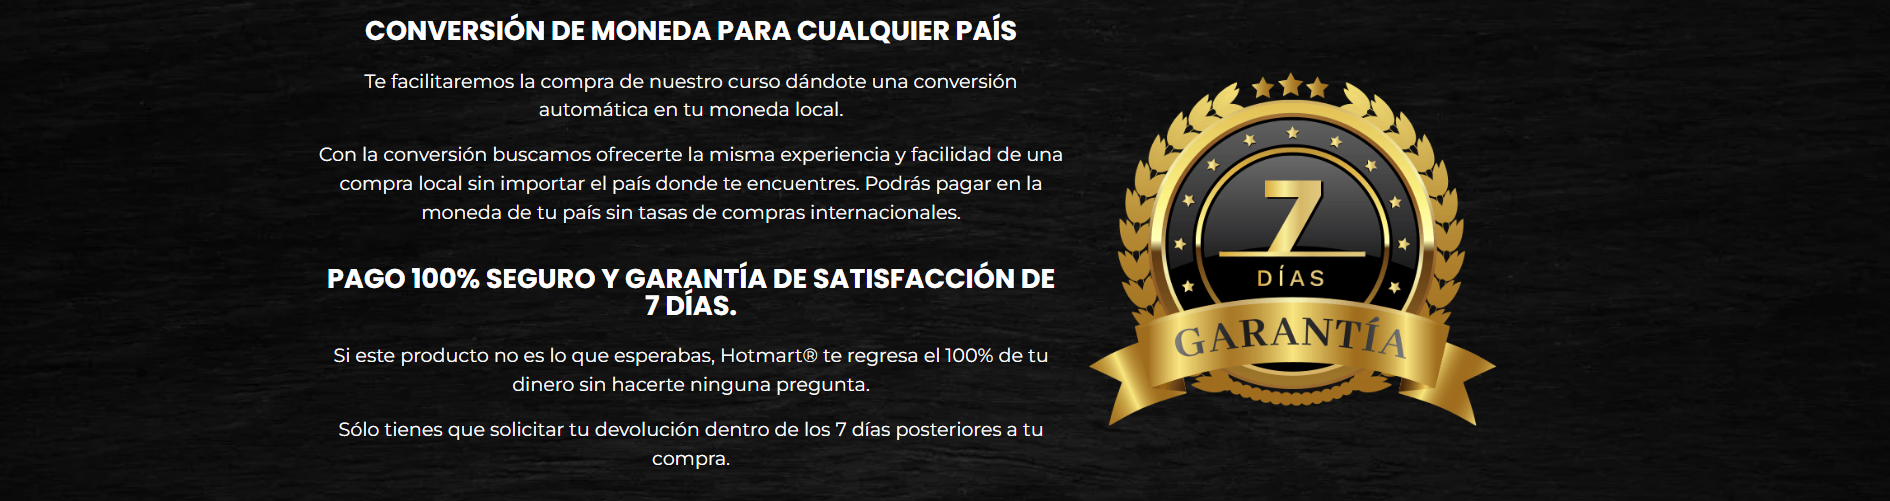 CONVERSIÓN DE MONEDA PARA CUALQUIER PAÍS
Te facilitaremos la compra de nuestro curso dándote una conversión
automática en tu moneda local.
Con la conversión buscamos ofrecerte la misma experiencia y facilidad de una
compra local sin importar el país donde te encuentres. Podrás pagar en la
moneda de tu país sin tasas de compras internacionales.
PAGO 100% SEGURO Y GARANTÍA DE SATISFACCIÓN DE
7 DÍAS.
Si este producto no es lo que esperabas, Hotmart® te regresa el 100% de tu
dinero sin hacerte ninguna pregunta.
Sólo tienes que solicitar tu devolución dentro de los 7 días posteriores a tu
compra.
7
DÍAS
GARANTÍA